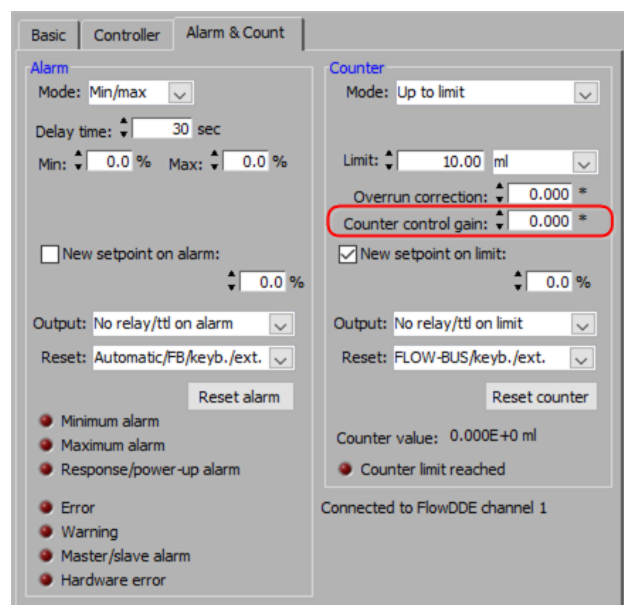 Basic Controller Alarm & Count
Alarm
Mode: Min/max
Delay time: 30 sec
Min: 0.0 % Max: 0.0 %
New setpoint on alarm:
0.0 %
Output: No relay/ttl on alarm
Reset: Automatic/FB/keyb./ext.
Reset alarm
Minimum alarm
Maximum alarm
Response/power-up alarm
Error
Warning
Master/slave alarm
Hardware error
Counter
Mode: Up to limit
Limit: 10.00 ml
Overrun correction: 0.000 *
Counter control gain: 0.000 *
New setpoint on limit:
0.0 %
Output: No relay/ttl on limit
Reset: FLOW-BUS/keyb./ext.
Reset counter
Counter value: 0.000E+0 ml
Counter limit reached
Connected to FlowDDE channel 1